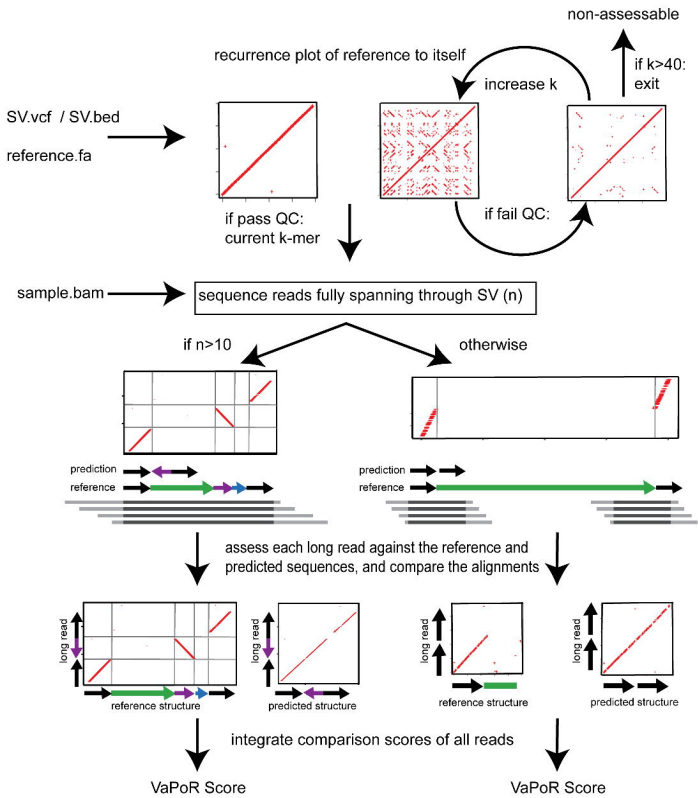 non-assessable
recurrence plot of reference to itself
if k>40:
exit
increase k
SV.vcf / SV.bed
reference.fa
if pass QC:
current k-mer
if fail QC:
sample.bam
sequence reads fully spanning through SV (n)
if n>10
otherwise
prediction
reference
prediction
reference
assess each long read against the reference and
predicted sequences, and compare the alignments
long read
long read
long read
long read
reference structure
predicted structure
reference structure
predicted structure
integrate comparison scores of all reads
VaPoR Score
VaPoR Score